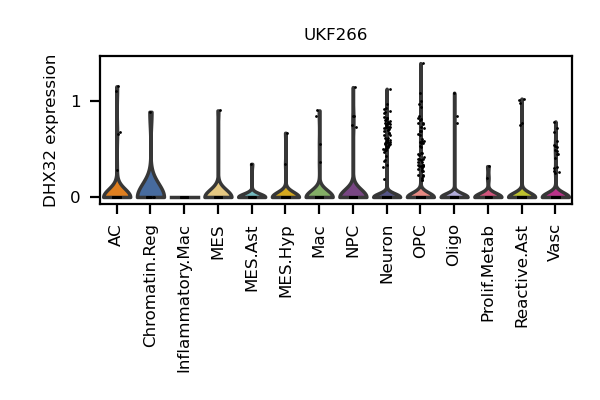 UKF266
DHX32 expression
1
0
AC
Chromatin.Reg
Inflammatory.Mac
MES
MES.Ast
MES.Hyp
Mac
NPC
Neuron
OPC
Oligo
Prolif.Metab
Reactive.Ast
Vasc